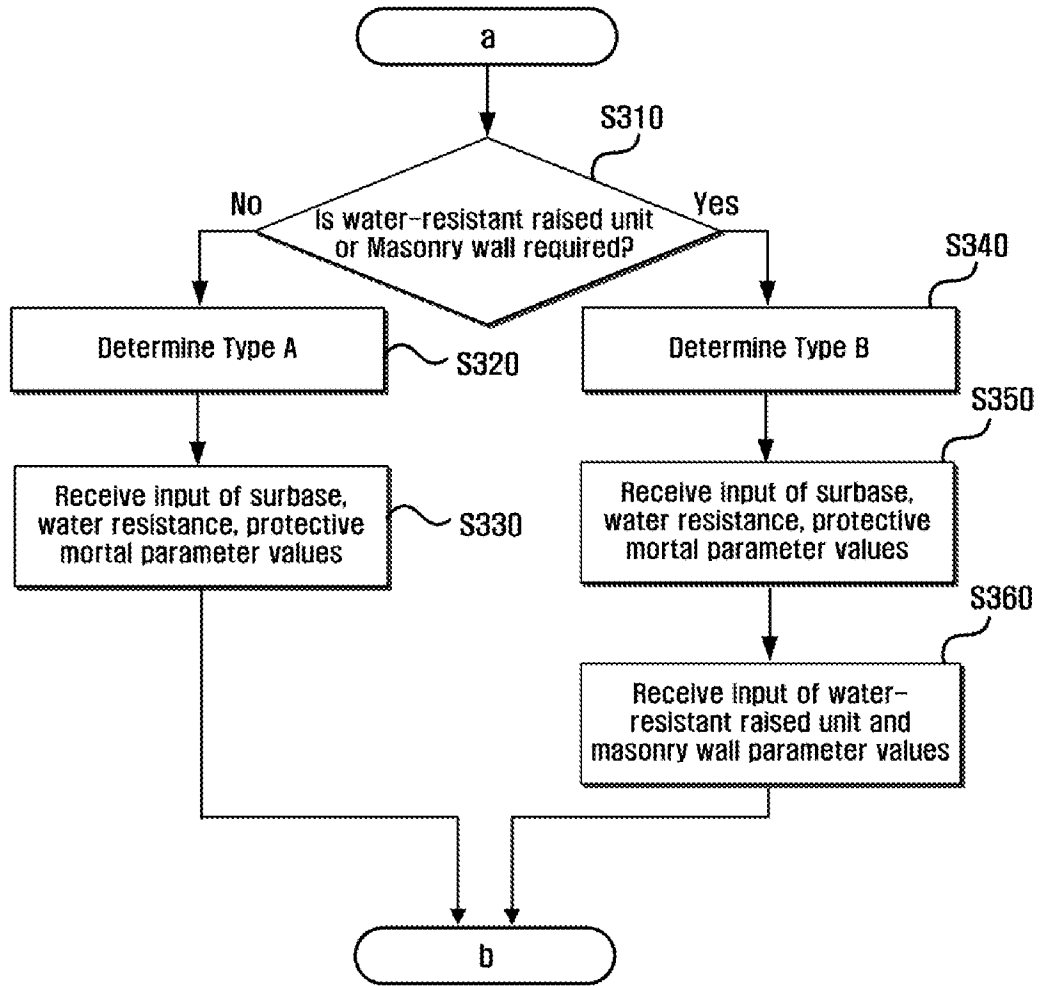 a
S310
No
Yes
Is water-resistant raised unit
or Masonry wall required?
S340
Determine Type A
S320
Determine Type B
S350
Receive input of surbase,
water resistance, protective
mortal parameter values
S330
Receive input of surbase,
water resistance, protective
mortal parameter values
S360
Receive input of water-
resistant raised unit and
masonry wall parameter values
b